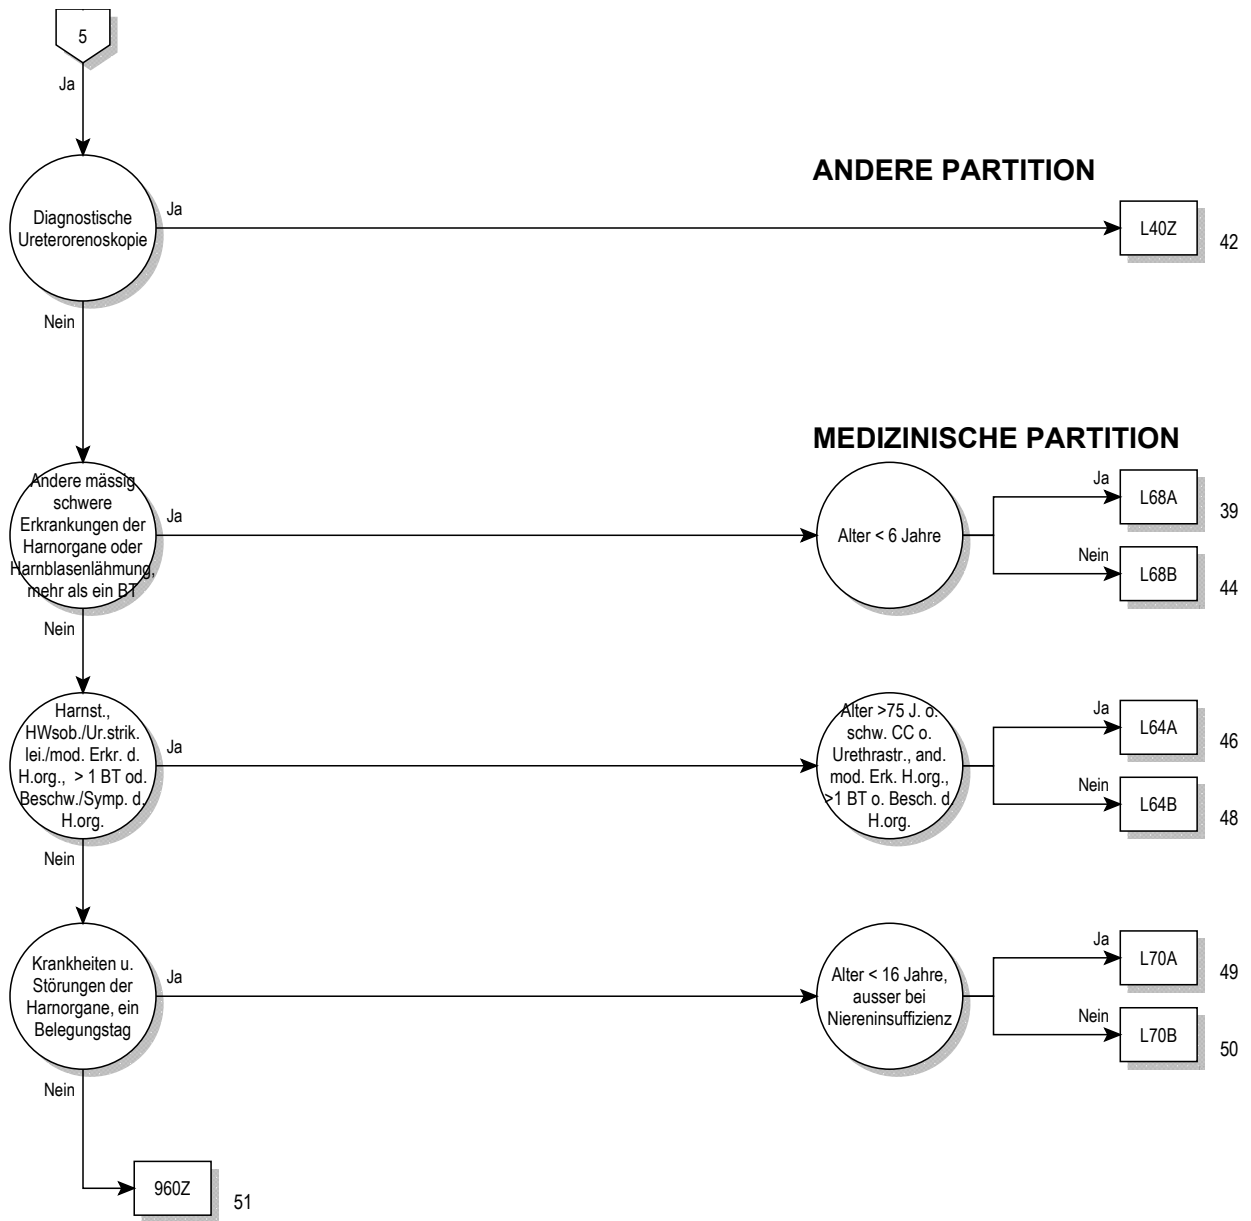 5
Ja
ANDERE PARTITION
Diagnostische
Ureterorenoskopie
Ja
L40Z
42
Nein
MEDIZINISCHE PARTITION
Andere mässig
schwere
Erkrankungen der
Harnorgane oder
Harnblasenlähmung,
mehr als ein BT
Ja
Alter < 6 Jahre
Ja
L68A
39
Nein
L68B
44
Nein
Harnst.,
HWsob./Ur.strik.
lei./mod. Erkr. d.
H.org., > 1 BT od.
Beschw./Symp. d.
H.org.
Ja
Alter >75 J. o.
schw. CC o.
Urethrastr., and.
mod. Erk. H.org.,
>1 BT o. Besch. d.
H.org.
Ja
L64A
46
Nein
L64B
48
Nein
Krankheiten u.
Störungen der
Harnorgane, ein
Belegungstag
Ja
Alter < 16 Jahre,
ausser bei
Niereninsuffizienz
Ja
L70A
49
Nein
L70B
50
Nein
960Z
51